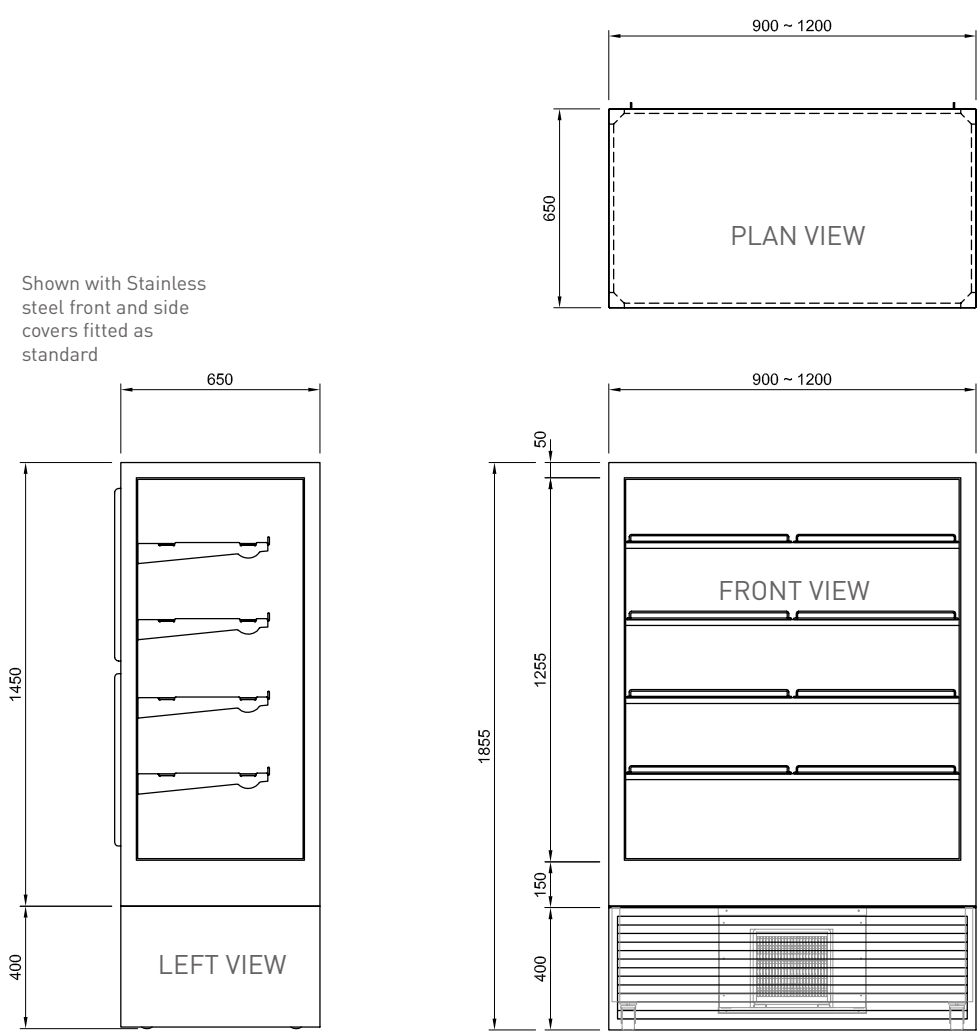 900 ~ 1200
650
PLAN VIEW
Shown with Stainless
steel front and side
covers fitted as
standard
650
1450
400
LEFT VIEW
900 ~ 1200
50
1255
1855
150
400
FRONT VIEW